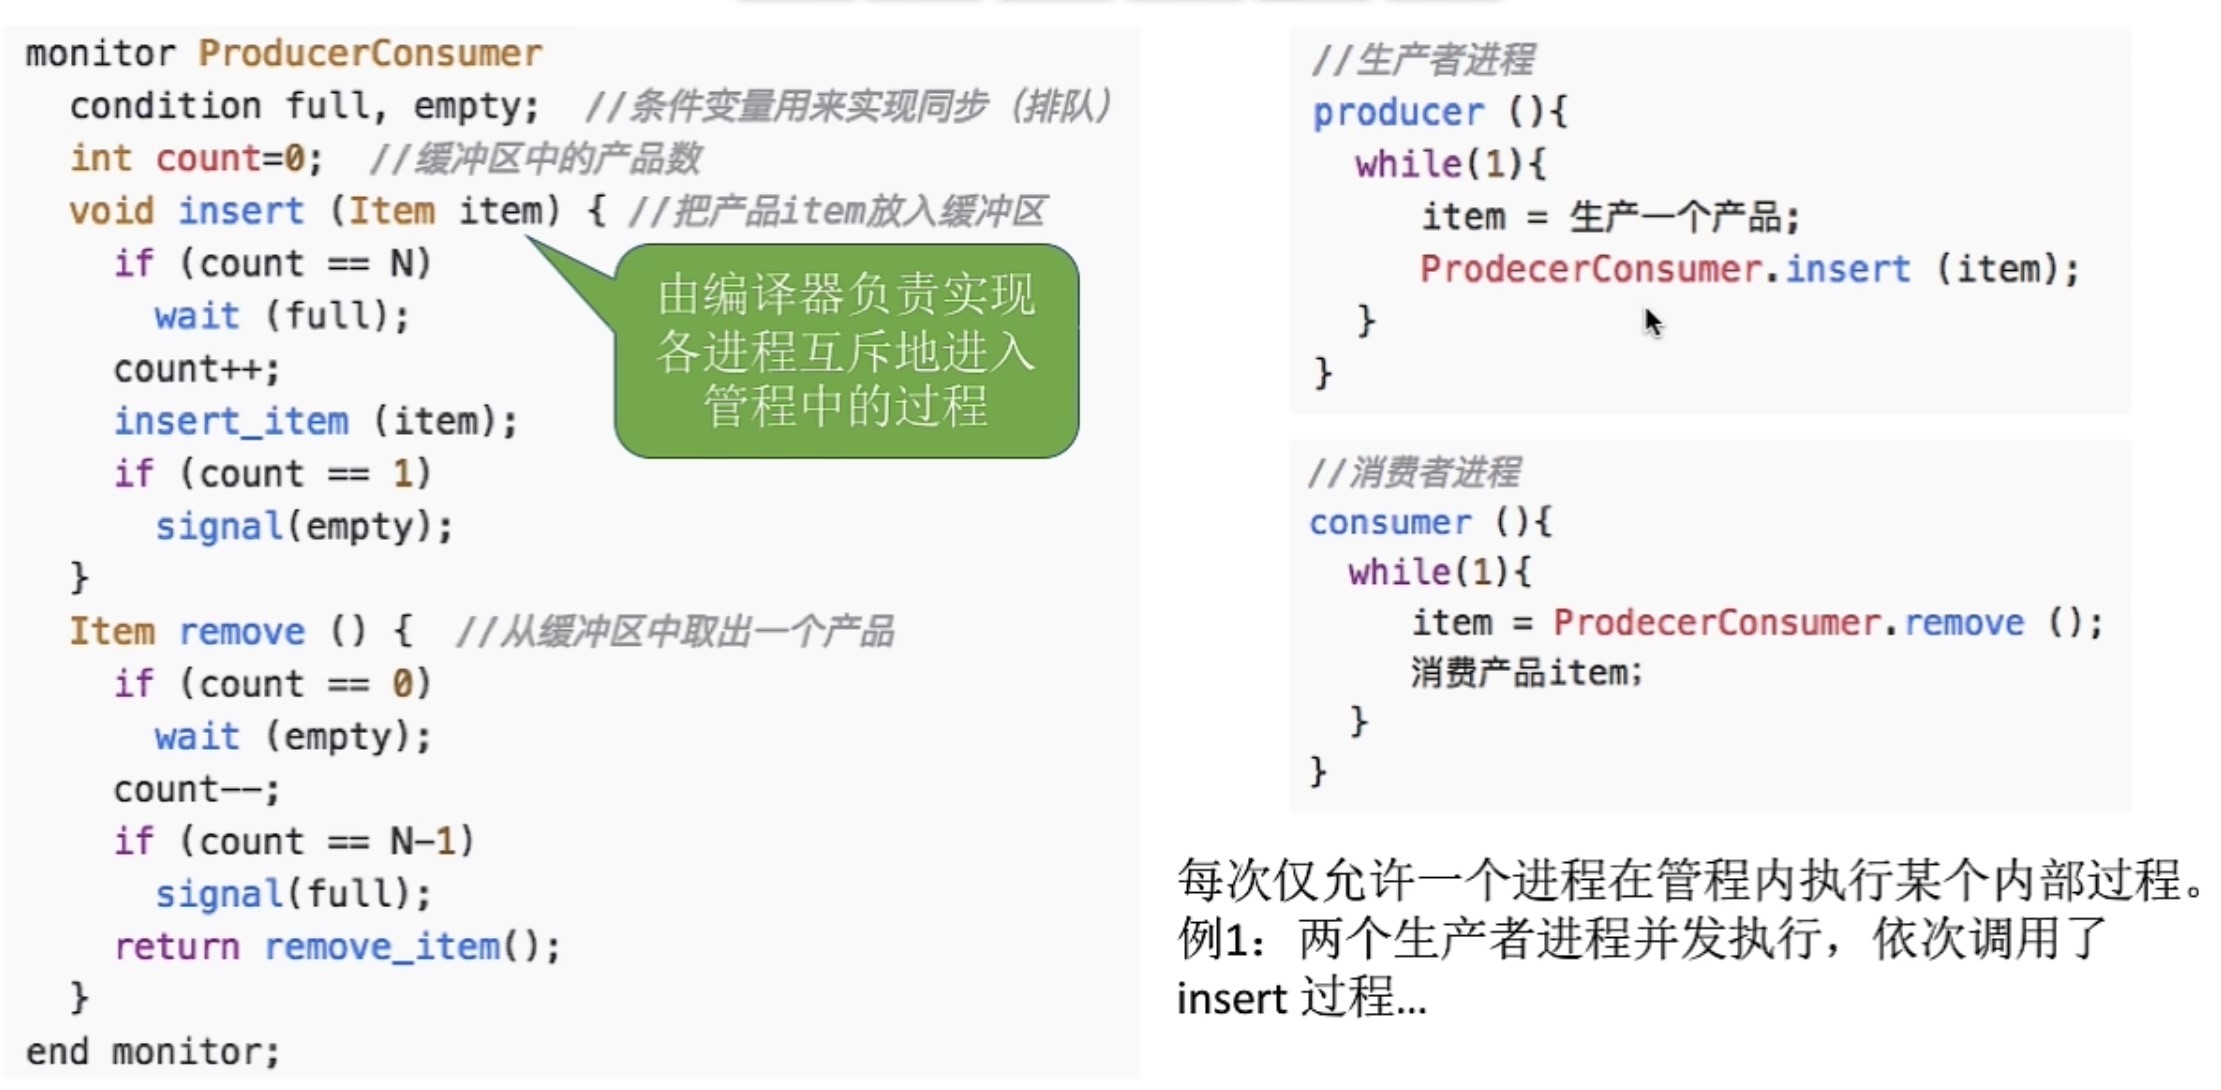 monitor ProducerConsumer
condition full, empty; //条件变量用来实现同步（排队）
int count=0; //缓冲区中的产品数
void insert (Item item) { //把产品item放入缓冲区
if (count == N)
wait (full);
count++;
insert_item (item);
if (count == 1)
signal(empty);
}
Item remove () { //从缓冲区中取出一个产品
if (count == 0)
wait (empty);
count--;
if (count == N-1)
signal(full);
return remove_item();
}
end monitor;
由编译器负责实现
各进程互斥地进入
管程中的过程
//生产者进程
producer (){
while(1){
item = 生产一个产品;
ProdecerConsumer.insert (item);
}
}
//消费者进程
consumer (){
while(1){
item = ProdecerConsumer.remove ();
消费产品item;
}
}
每次仅允许一个进程在管程内执行某个内部过程。
例1：两个生产者进程并发执行，依次调用了
insert 过程...